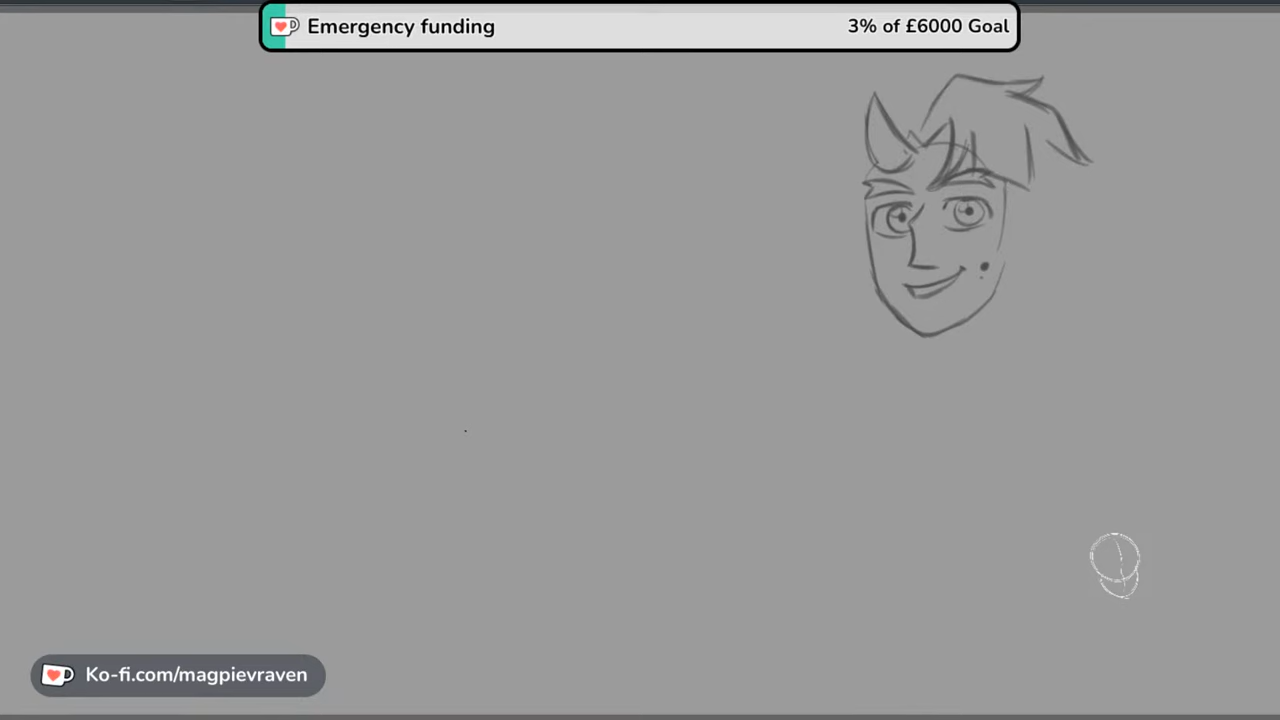 Emergency funding 3% of £6000 Goal
Ko-fi.com/magpievraven